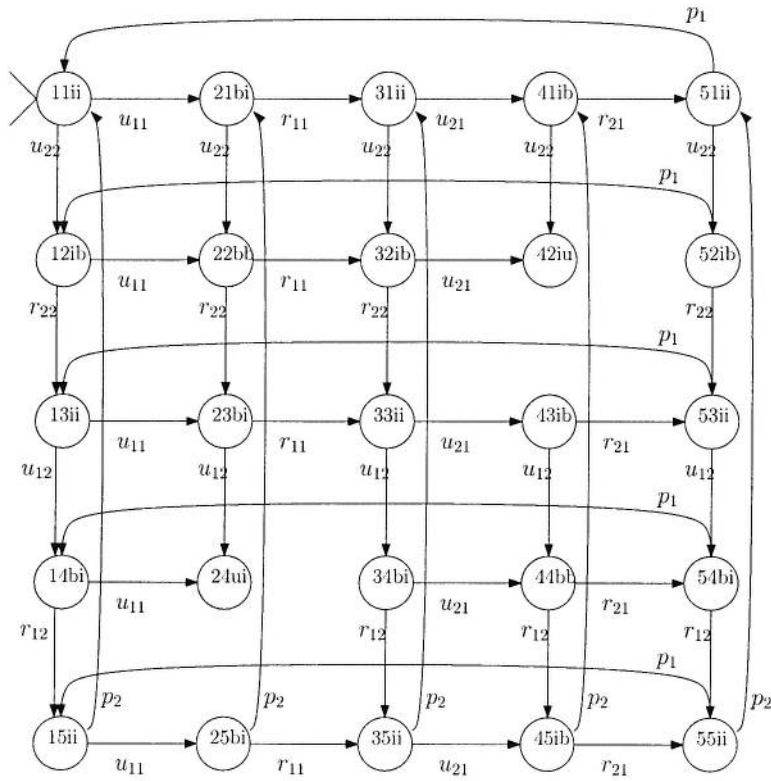 p1
11ii 21bi 31ii 41ib 51ii
u11 r11 u21 r21
u22 u22 u22 u22 u22
p1
12ib 22bb 32ib 42iu 52ib
u11 r11 u21
r22 r22 r22 r22
p1
13ii 23bi 33ii 43ib 53ii
u11 r11 u21 r21
u12 u12 u12 u12 u12
p1
14bi 24ui 34bi 44bb 54bi
u11 u21 r21
r12 r12 r12 r12
p1
p2 p2 p2 p2 p2
15ii 25bi 35ii 45ib 55ii
u11 r11 u21 r21